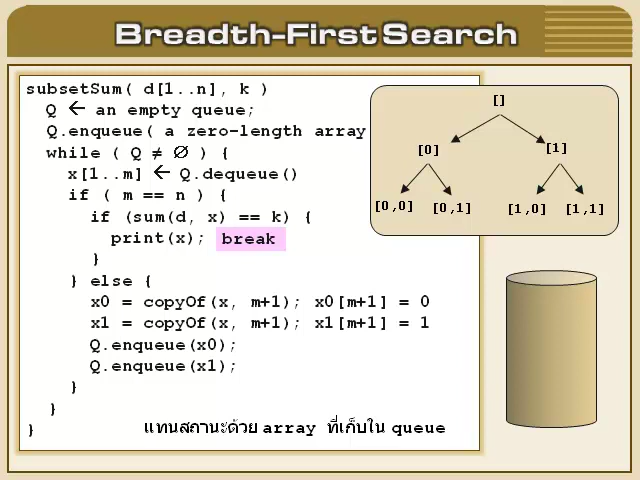 Breadth-First Search
subsetSum( d[1..n], k )
Q ← an empty queue;
Q.enqueue( a zero-length array
while ( Q ≠ ∅ ) {
x[1..m] ← Q.dequeue()
if ( m == n ) {
if (sum(d, x) == k) {
print(x); break
}
} else {
x0 = copyOf(x, m+1); x0[m+1] = 0
x1 = copyOf(x, m+1); x1[m+1] = 1
Q.enqueue(x0);
Q.enqueue(x1);
}
}
}
แทนสถานะด้วย array ที่เก็บใน queue
[]
[0] [1]
[0,0] [0,1] [1,0] [1,1]